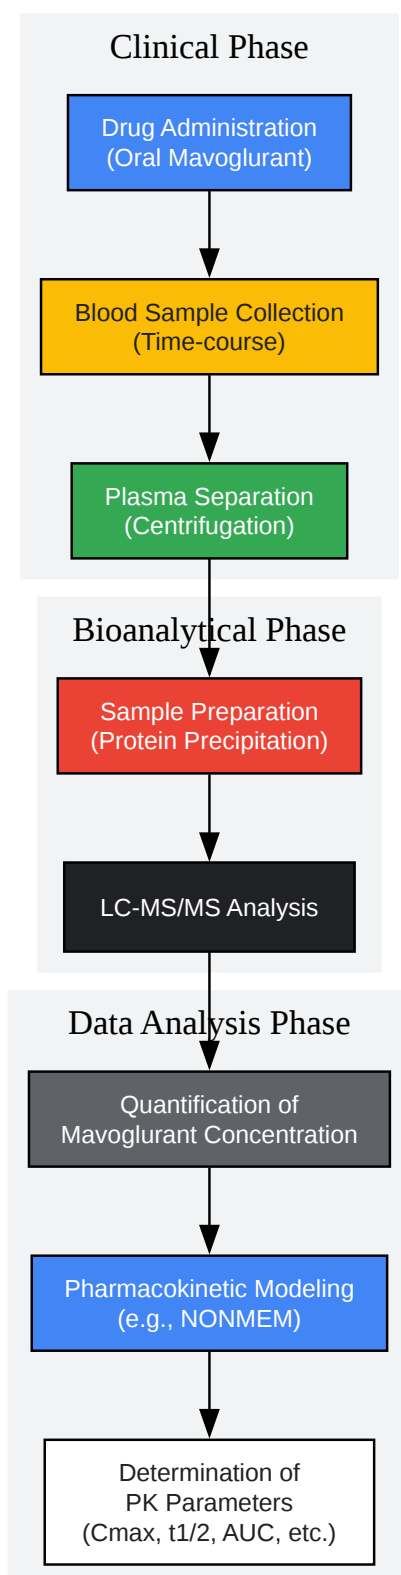 Clinical Phase
Drug Administration
(Oral Mavoglurant)
Blood Sample Collection
(Time-course)
Plasma Separation
(Centrifugation)
Bioanalytical Phase
Sample Preparation
(Protein Precipitation)
LC-MS/MS Analysis
Data Analysis Phase
Quantification of
Mavoglurant Concentration
Pharmacokinetic Modeling
(e.g., NONMEM)
Determination of
PK Parameters
(Cmax, t1/2, AUC, etc.)